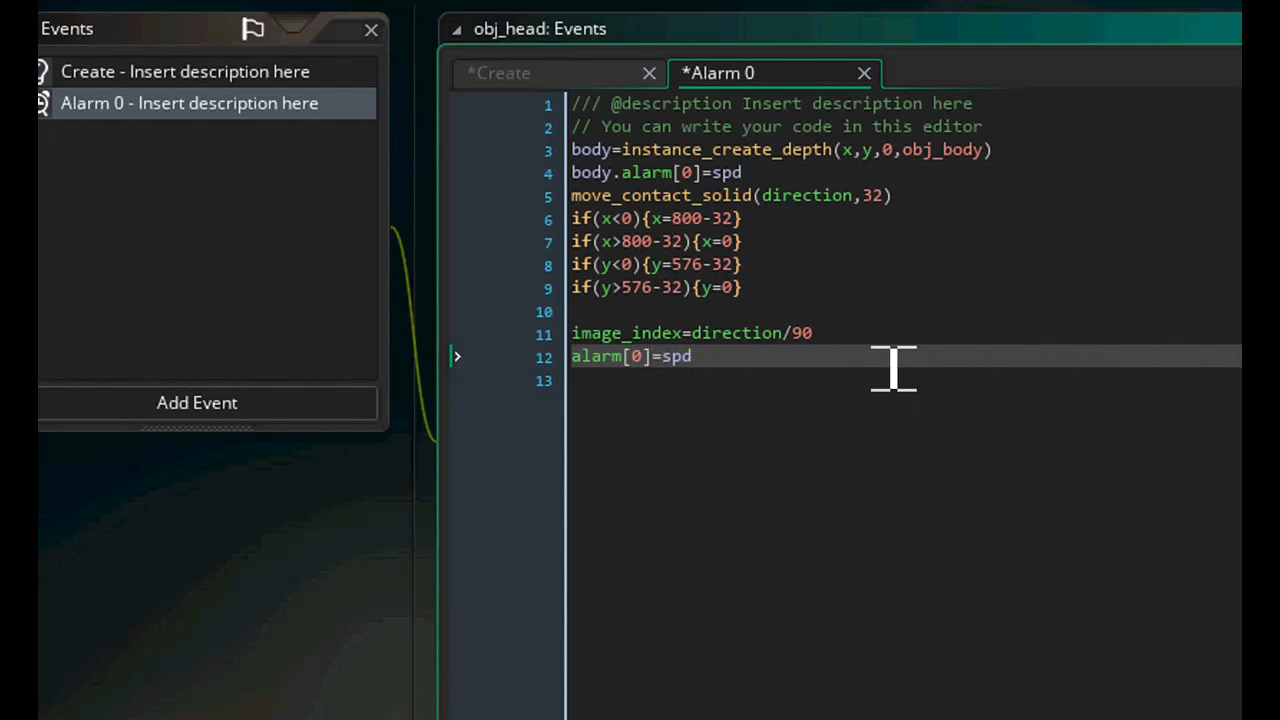 Events
Create - Insert description here
Alarm 0 - Insert description here
Add Event
obj_head: Events
*Create
*Alarm 0
1 /// @description Insert description here
2 // You can write your code in this editor
3 body=instance_create_depth(x,y,0,obj_body)
4 body.alarm[0]=spd
5 move_contact_solid(direction,32)
6 if(x<0){x=800-32}
7 if(x>800-32){x=0}
8 if(y<0){y=576-32}
9 if(y>576-32){y=0}
10
11 image_index=direction/90
12 alarm[0]=spd
13